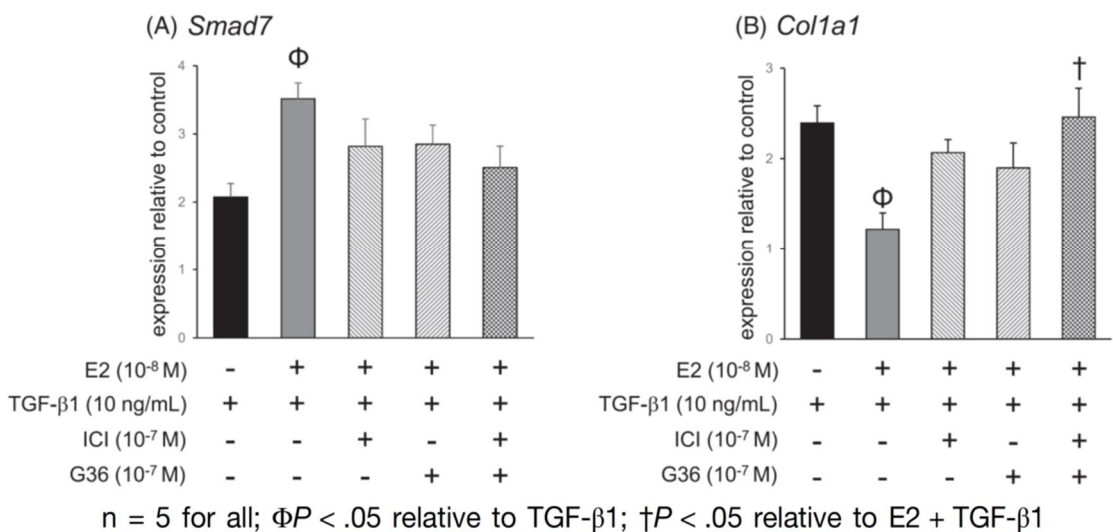 (A) Smad7
(B) Col1a1
expression relative to control
4
3
2
1
0
Φ
expression relative to control
3
2
1
0
Φ
†
E2 (10⁻⁸ M) - + + + +
TGF-β1 (10 ng/mL) + + + + +
ICI (10⁻⁷ M) - - + - +
G36 (10⁻⁷ M) - - - + +
E2 (10⁻⁸ M) - + + + +
TGF-β1 (10 ng/mL) + + + + +
ICI (10⁻⁷ M) - - + - +
G36 (10⁻⁷ M) - - - + +
n = 5 for all; ΦP < .05 relative to TGF-β1; †P < .05 relative to E2 + TGF-β1